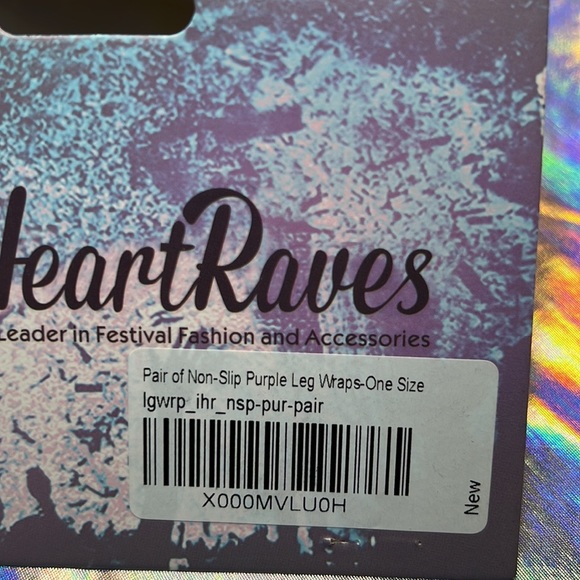 HeartRaves
Leader in Festival Fashion and Accessories
Pair of Non-Slip Purple Leg Wraps-One Size
lgwrp_ihr_nsp-pur-pair
X000MVLU0H
New